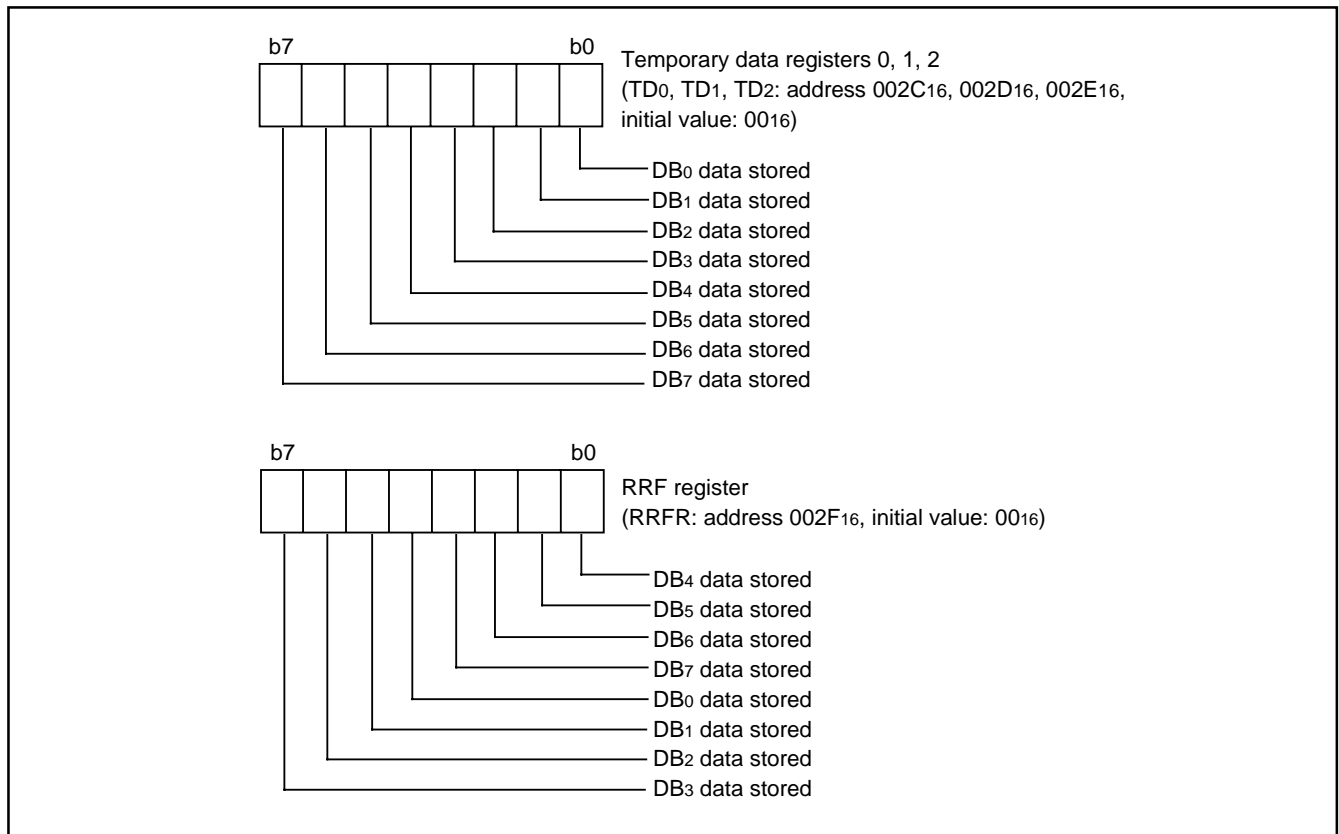 b7 b0
Temporary data registers 0, 1, 2
(TD0, TD1, TD2: address 002C16, 002D16, 002E16,
initial value: 0016)
DB0 data stored
DB1 data stored
DB2 data stored
DB3 data stored
DB4 data stored
DB5 data stored
DB6 data stored
DB7 data stored
b7 b0
RRF register
(RRFR: address 002F16, initial value: 0016)
DB4 data stored
DB5 data stored
DB6 data stored
DB7 data stored
DB0 data stored
DB1 data stored
DB2 data stored
DB3 data stored